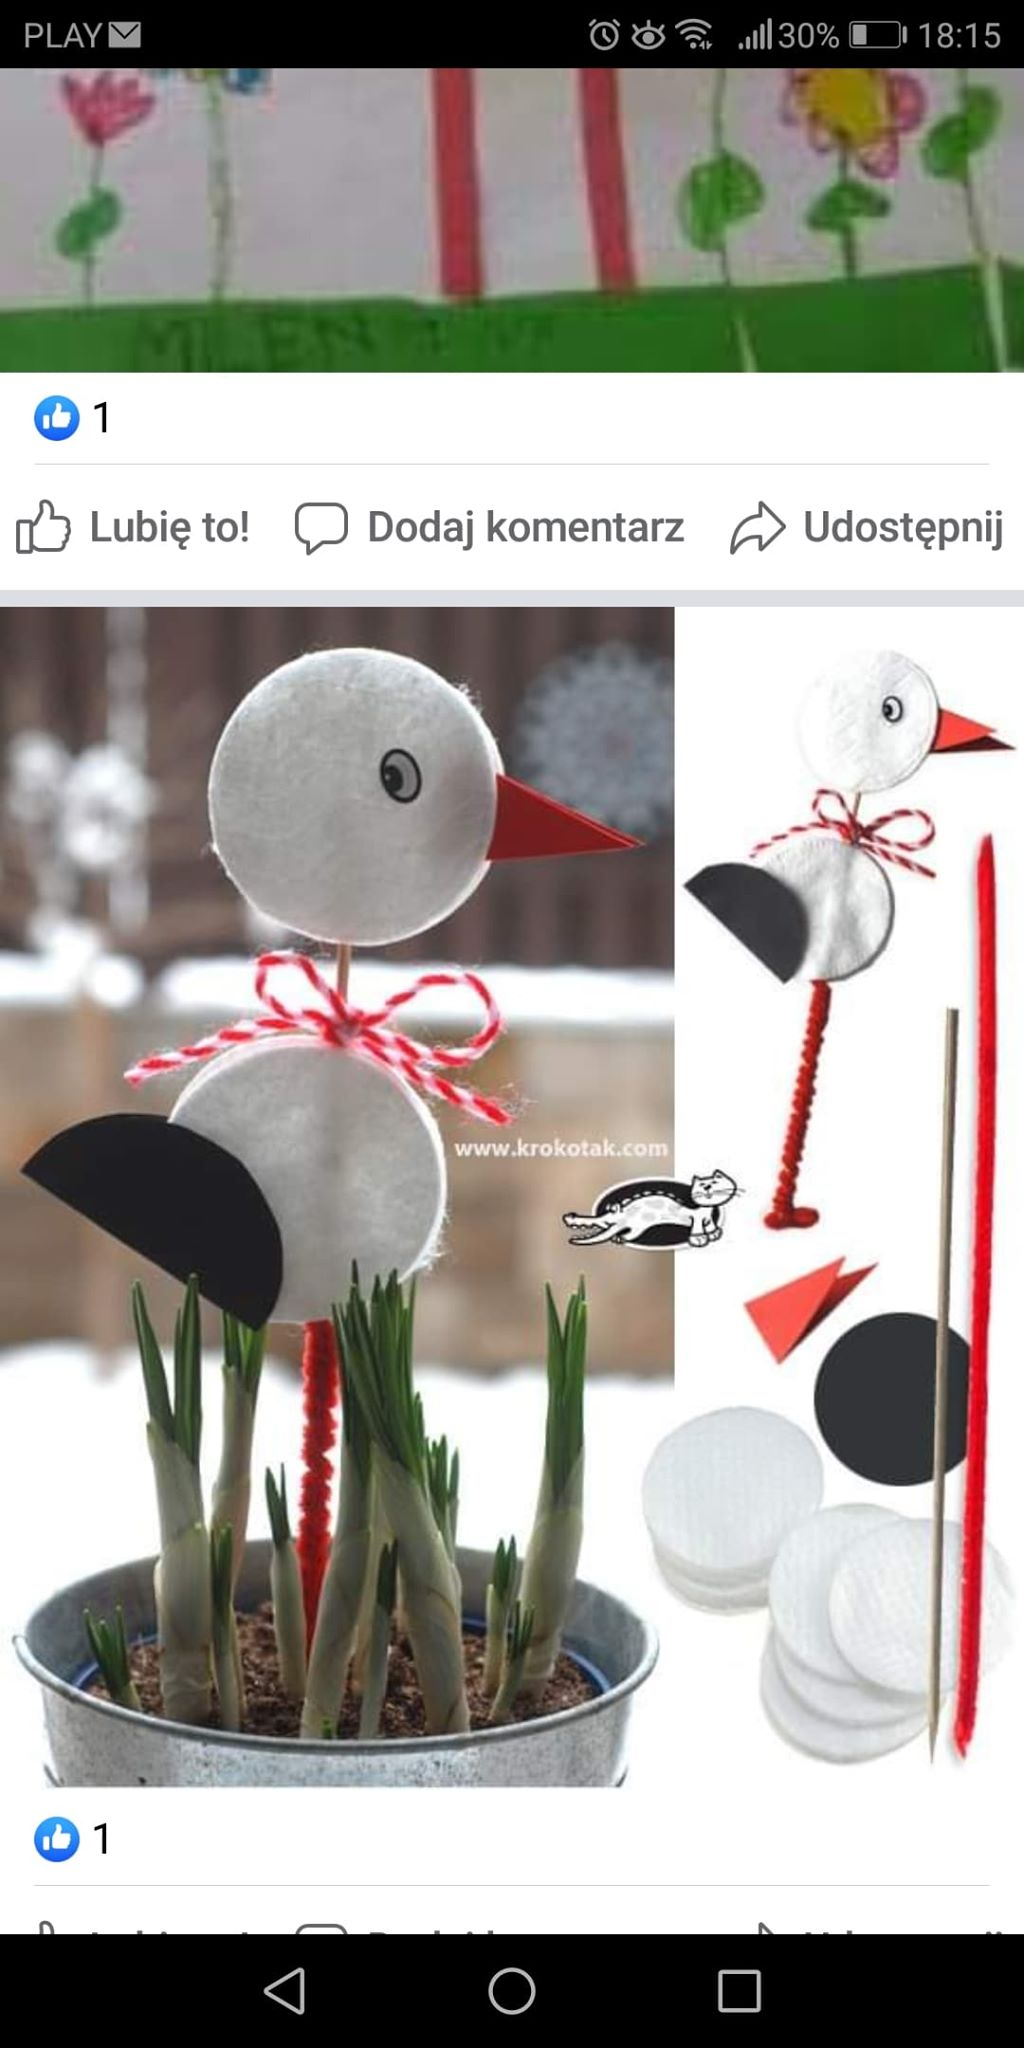 PLAY 30% 18:15
1
Lubię to! Dodaj komentarz Udostępnij
www.krokotak.com
1